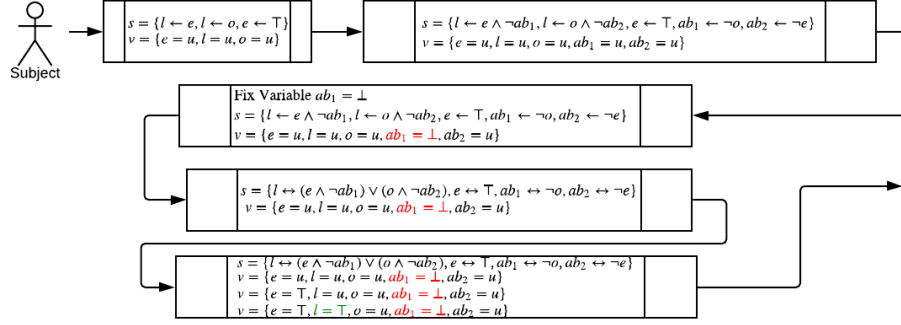 s = {l ← e, l ← o, e ← ⊤}
v = {e = u, l = u, o = u}
Subject
s = {l ← e ∧ ¬ab₁, l ← o ∧ ¬ab₂, e ← ⊤, ab₁ ← ¬o, ab₂ ← ¬e}
v = {e = u, l = u, o = u, ab₁ = u, ab₂ = u}
Fix Variable ab₁ = ⊥
s = {l ← e ∧ ¬ab₁, l ← o ∧ ¬ab₂, e ← ⊤, ab₁ ← ¬o, ab₂ ← ¬e}
v = {e = u, l = u, o = u, ab₁ = ⊥, ab₂ = u}
s = {l ↔ (e ∧ ¬ab₁) ∨ (o ∧ ¬ab₂), e ↔ ⊤, ab₁ ↔ ¬o, ab₂ ↔ ¬e}
v = {e = u, l = u, o = u, ab₁ = ⊥, ab₂ = u}
s = {l ↔ (e ∧ ¬ab₁) ∨ (o ∧ ¬ab₂), e ↔ ⊤, ab₁ ↔ ¬o, ab₂ ↔ ¬e}
v = {e = u, l = u, o = u, ab₁ = ⊥, ab₂ = u}
v = {e = ⊤, l = u, o = u, ab₁ = ⊥, ab₂ = u}
v = {e = ⊤, l = ⊤, o = u, ab₁ = ⊥, ab₂ = u}